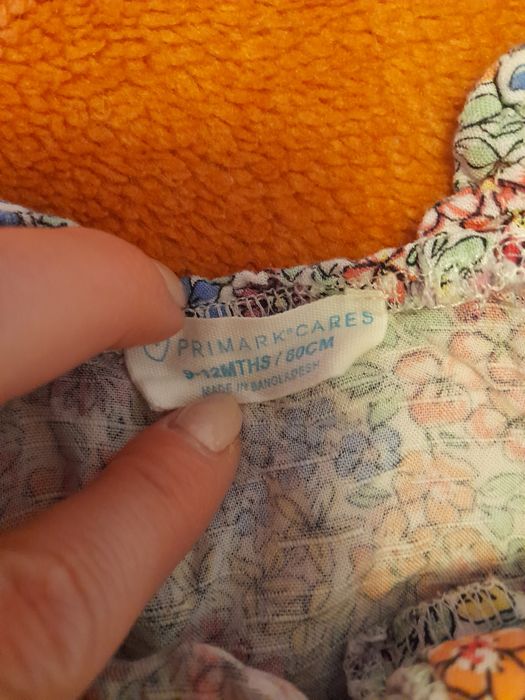 PRIMARK® CARES
9-12MTHS / 80CM
MADE IN BANGLADESH